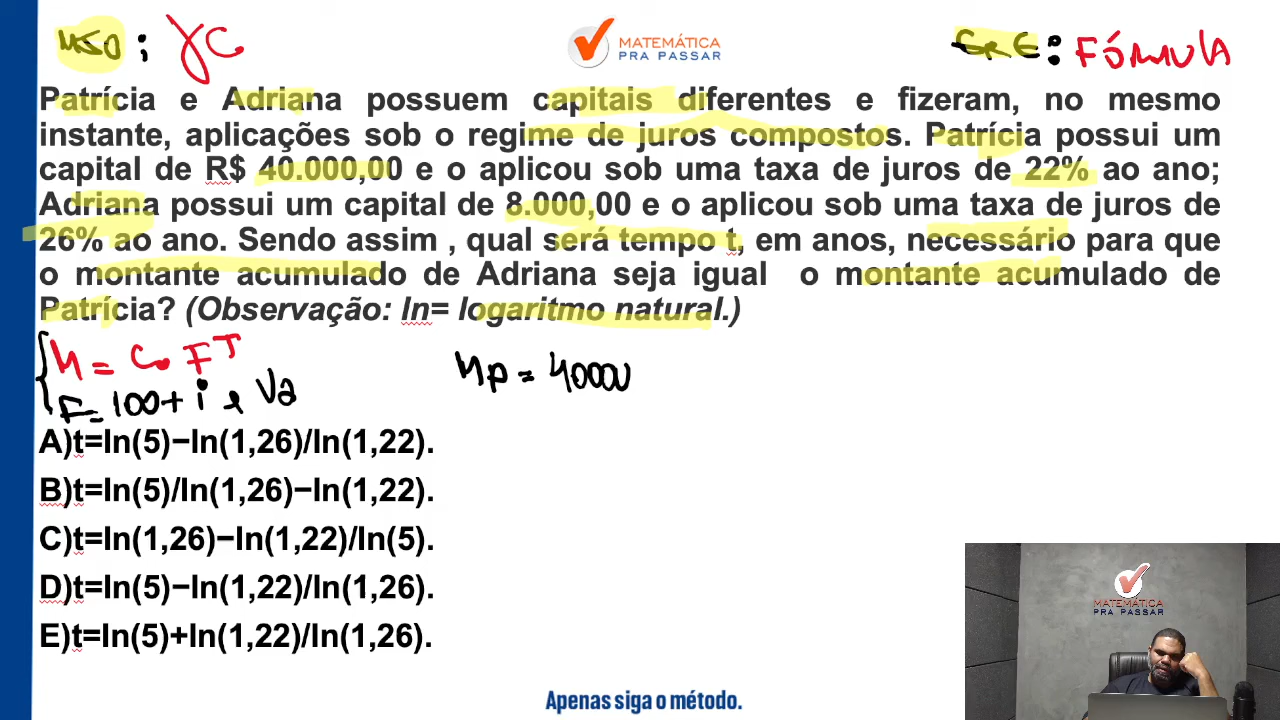 MSD : JC
MATEMÁTICA
PRA PASSAR
GRE : FÓRMULA
Patrícia e Adriana possuem capitais diferentes e fizeram, no mesmo
instante, aplicações sob o regime de juros compostos. Patrícia possui um
capital de R$ 40.000,00 e o aplicou sob uma taxa de juros de 22% ao ano;
Adriana possui um capital de 8.000,00 e o aplicou sob uma taxa de juros de
26% ao ano. Sendo assim , qual será tempo t, em anos, necessário para que
o montante acumulado de Adriana seja igual o montante acumulado de
Patrícia? (Observação: ln= logaritmo natural.)
M = C. F^T
F = 100 + i e V2
MP = 40000
A)t=ln(5)−ln(1,26)/ln(1,22).
B)t=ln(5)/ln(1,26)−ln(1,22).
C)t=ln(1,26)−ln(1,22)/ln(5).
D)t=ln(5)−ln(1,22)/ln(1,26).
E)t=ln(5)+ln(1,22)/ln(1,26).
MATEMÁTICA
PRA PASSAR
Apenas siga o método.